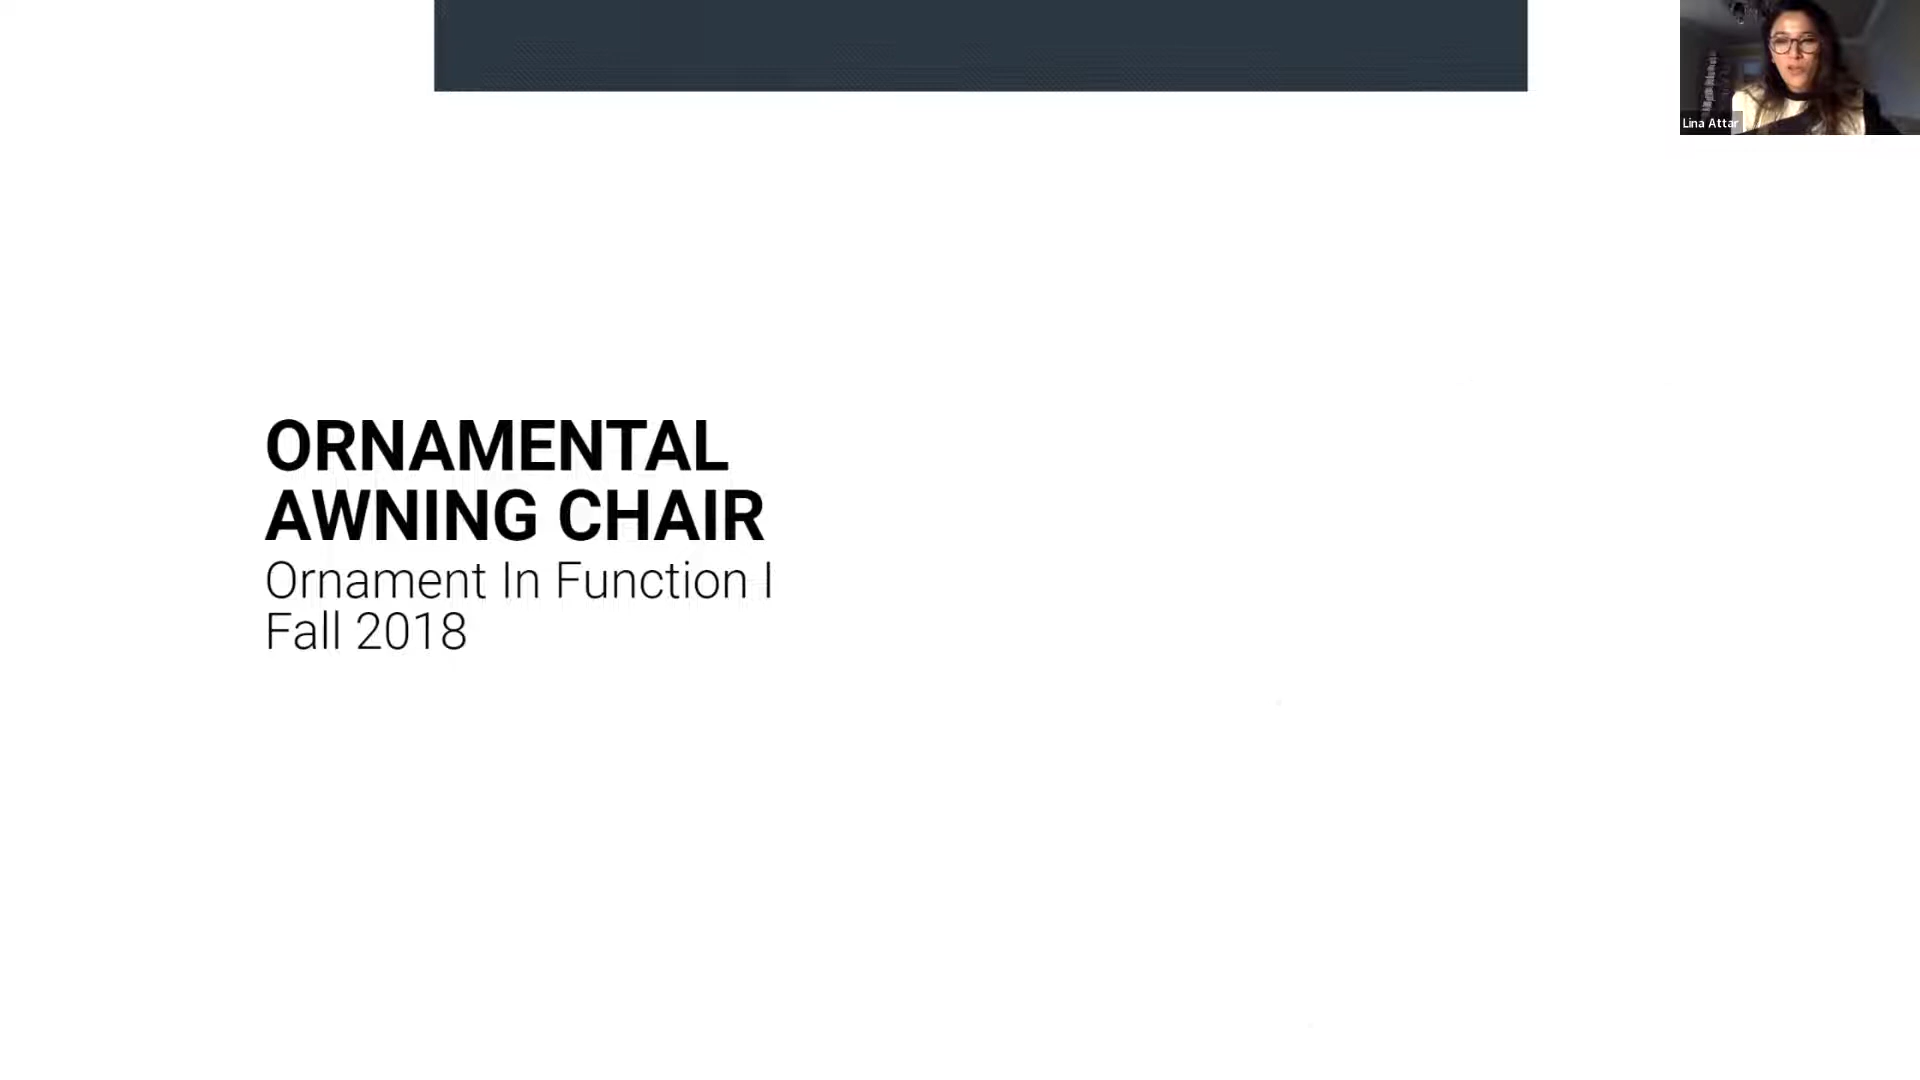 Lina Attar
ORNAMENTAL
AWNING CHAIR
Ornament In Function I
Fall 2018